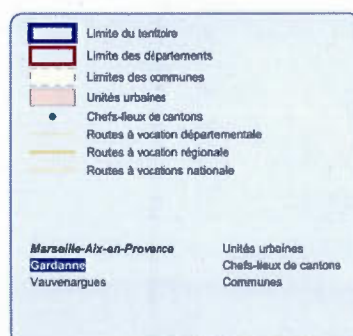 Limite du territoire
Limite des départements
Limites des communes
Unités urbaines
Chefs-lieux de cantons
Routes à vocation départementale
Routes à vocation régionale
Routes à vocations nationale
Marseille-Aix-en-Provence Unités urbaines
Gardanne Chefs-lieux de cantons
Vauvenargues Communes